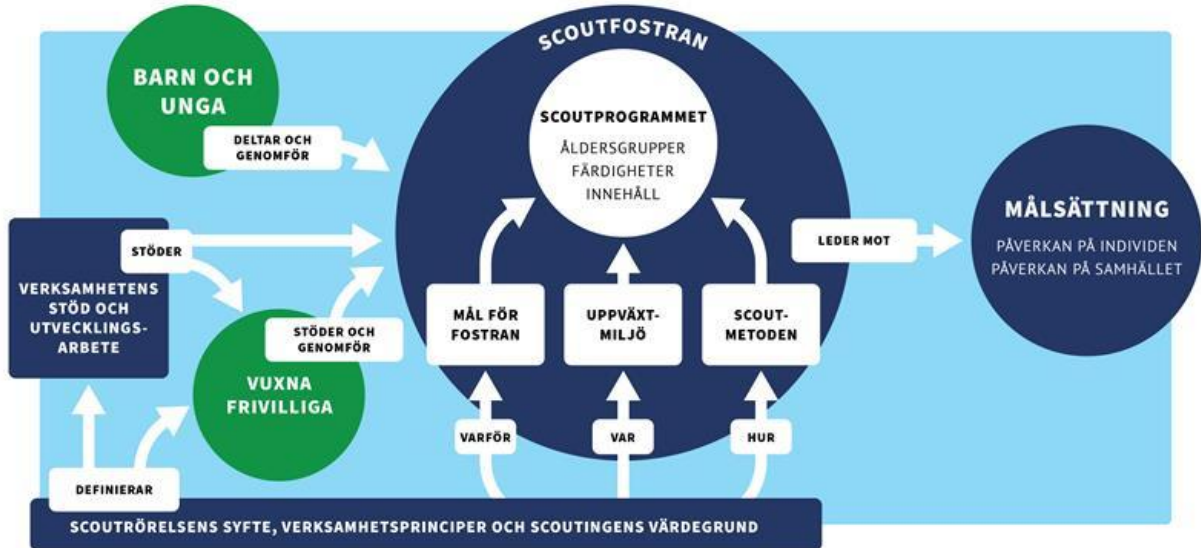 SCOUTFOSTRAN
BARN OCH
UNGA
DELTAR OCH
GENOMFÖR
SCOUTPROGRAMMET
ÅLDERSGRUPPER
FÄRDIGHETER
INNEHÅLL
MÅLSÄTTNING
PÅVERKAN PÅ INDIVIDEN
PÅVERKAN PÅ SAMHÄLLET
LEDER MOT
STÖDER
VERKSAMHETENS
STÖD OCH
UTVECKLINGS-
ARBETE
STÖDER OCH
GENOMFÖR
VUXNA
FRIVILLIGA
MÅL FÖR
FOSTRAN
UPPVÄXT-
MILJÖ
SCOUT-
METODEN
VARFÖR
VAR
HUR
DEFINIERAR
SCOUTRÖRELSENS SYFTE, VERKSAMHETSPRINCIPER OCH SCOUTINGENS VÄRDEGRUND